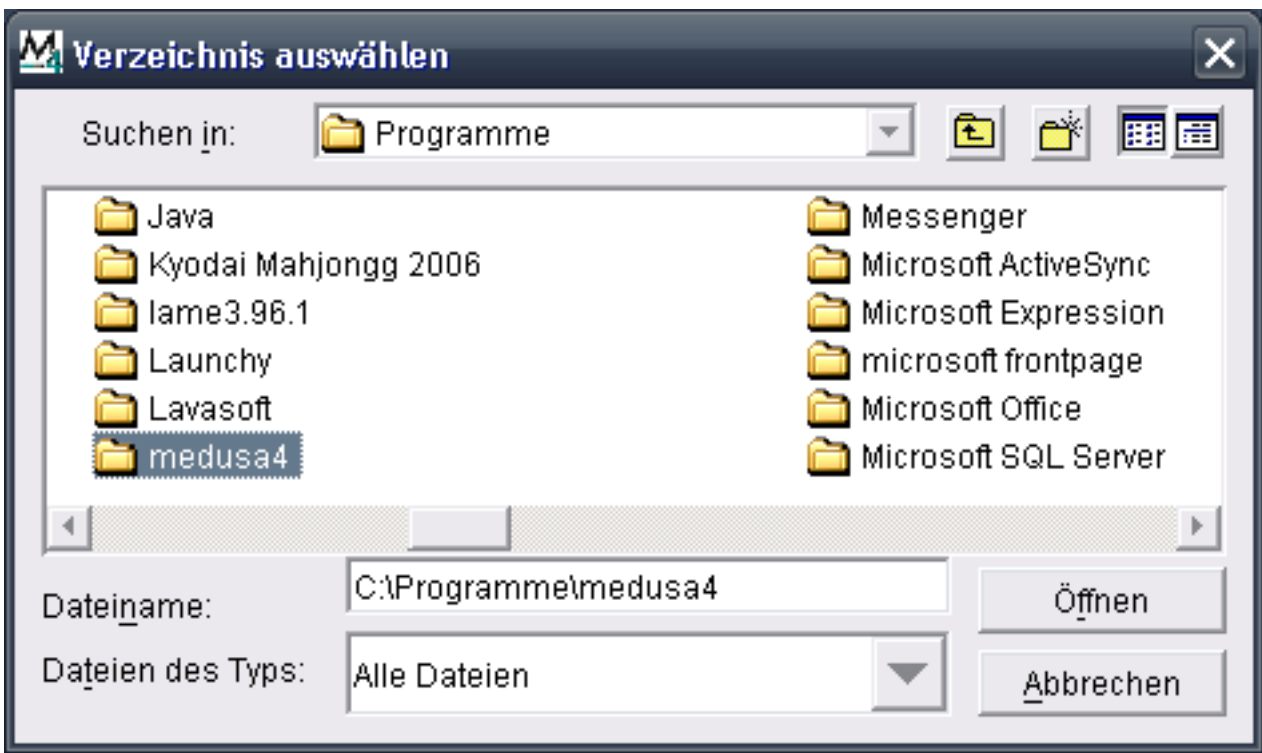 Verzeichnis auswählen
Suchen in: Programme
Java
Kyodai Mahjongg 2006
lame3.96.1
Launchy
Lavasoft
medusa4
Messenger
Microsoft ActiveSync
Microsoft Expression
microsoft frontpage
Microsoft Office
Microsoft SQL Server
Dateiname: C:\Programme\medusa4 Öffnen
Dateien des Typs: Alle Dateien Abbrechen